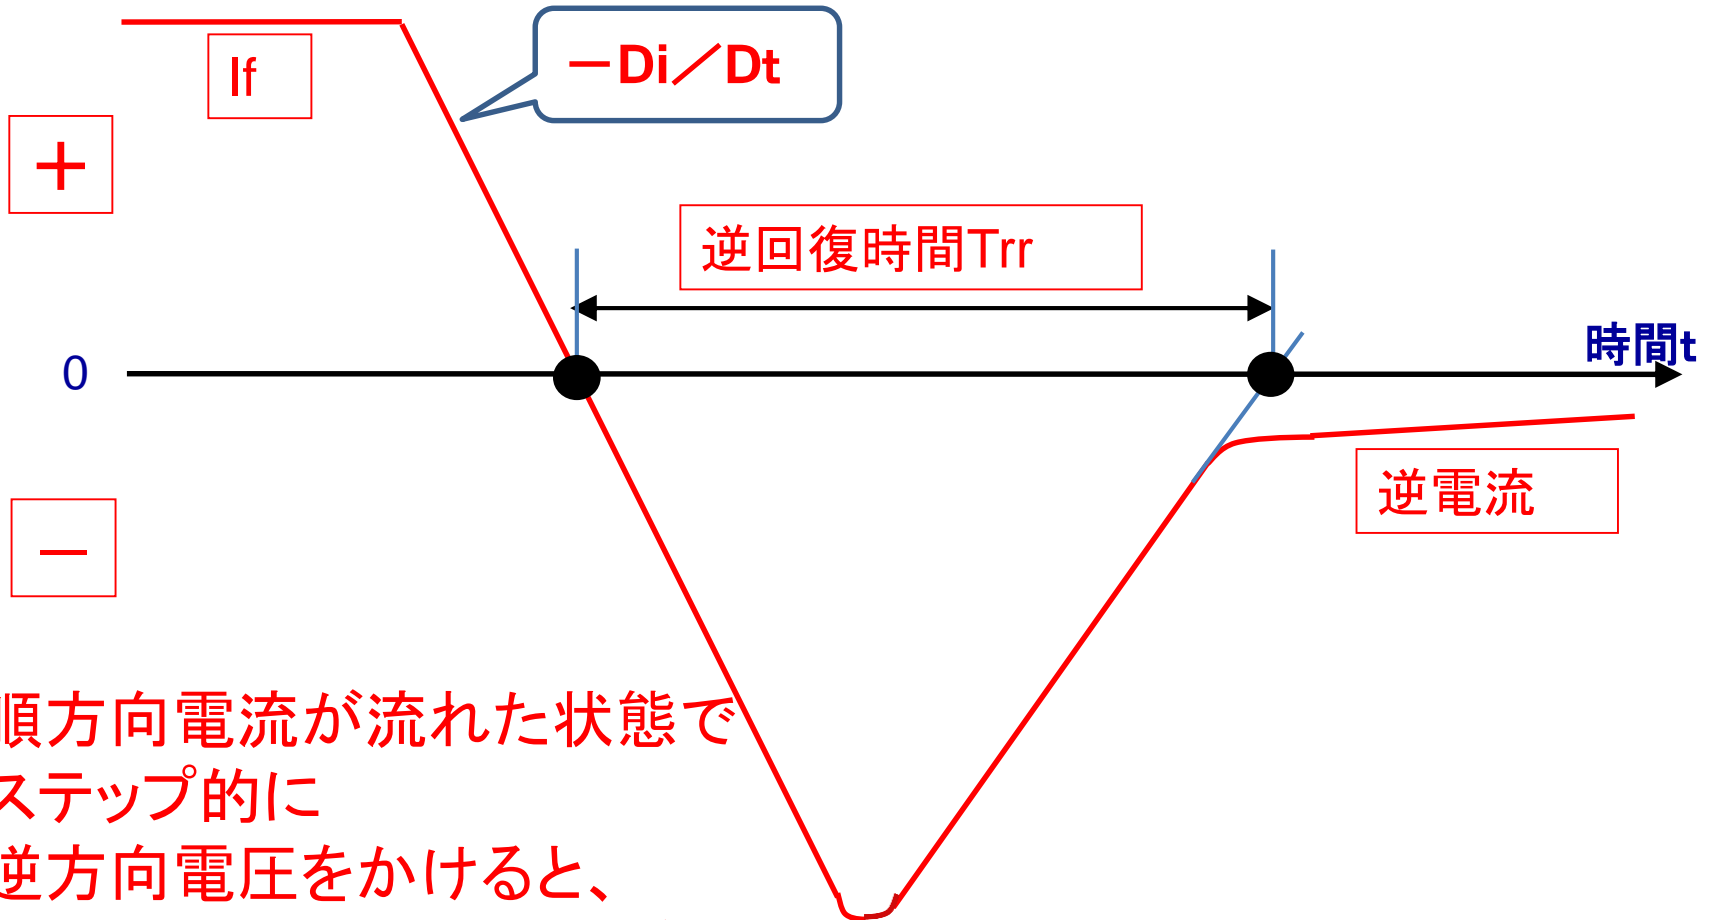 If
－Di／Dt
＋
逆回復時間Trr
時間t
0
逆電流
－
順方向電流が流れた状態で
ステップ的に
逆方向電圧をかけると、